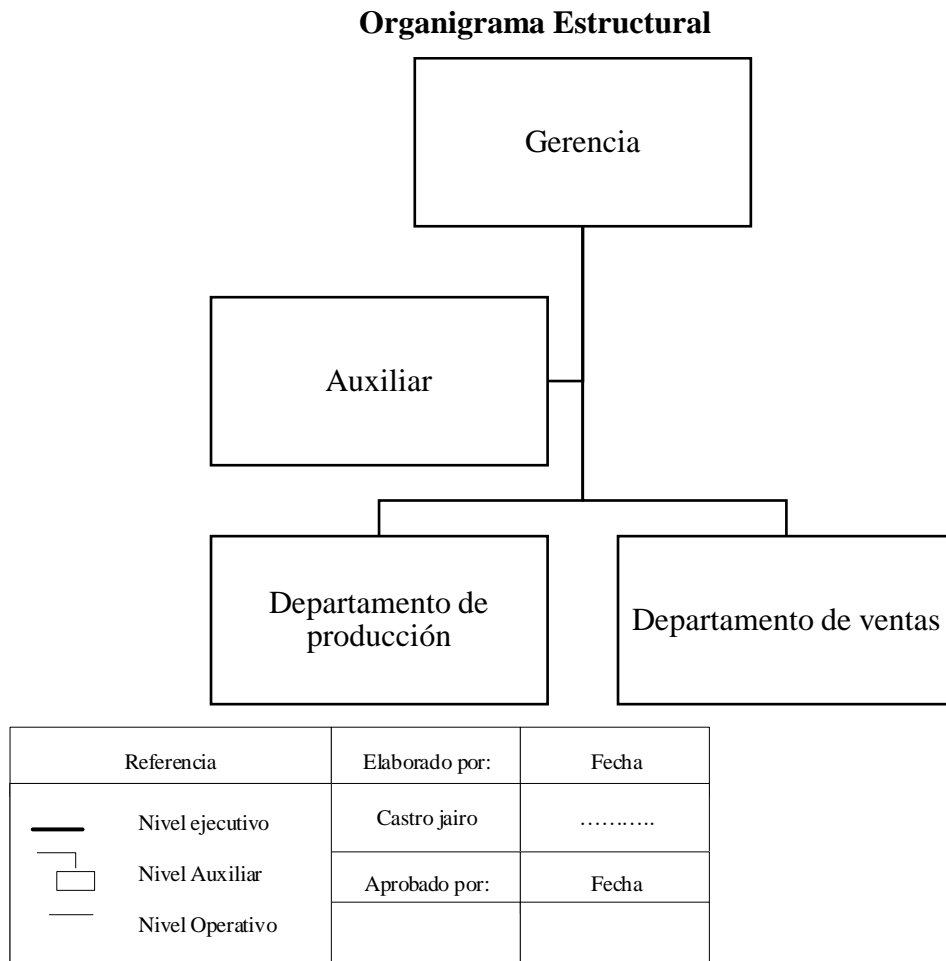 Organigrama Estructural
Gerencia
Auxiliar
Departamento de
producción
Departamento de ventas
Referencia
Elaborado por:
Fecha
Nivel ejecutivo
Castro jairo
………..
Nivel Auxiliar
Aprobado por:
Fecha
Nivel Operativo